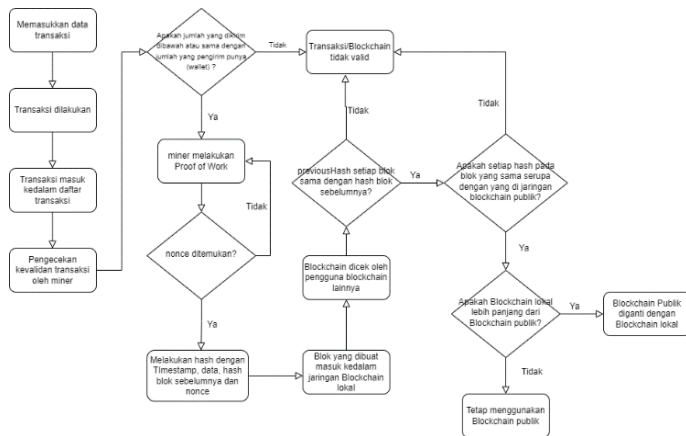 Memasukkan data
transaksi
Transaksi dilakukan
Transaksi masuk
kedalam daftar
transaksi
Pengecekan
kevalidan transaksi
oleh miner
Apakah jumlah yang dikirim
dibawah atau sama dengan
jumlah yang pengirim punya
(wallet) ?
Tidak
Ya
miner melakukan
Proof of Work
Tidak
nonce ditemukan?
Ya
Melakukan hash dengan
TImestamp, data, hash
blok sebelumnya dan
nonce
Blok yang dibuat
masuk kedalam
jaringan Blockchain
lokal
Blockchain dicek oleh
pengguna blockchain
lainnya
previousHash setiap blok
sama dengan hash blok
sebelumnya?
Tidak
Transaksi/Blockchain
tidak valid
Ya
Apakah setiap hash pada
blok yang sama serupa
dengan yang di jaringan
blockchain publik?
Tidak
Ya
Apakah Blockchain lokal
lebih panjang dari
Blockchain publik?
Ya
Blockchain Publik
diganti dengan
Blockchain lokal
Tidak
Tetap menggunakan
Blockchain publik